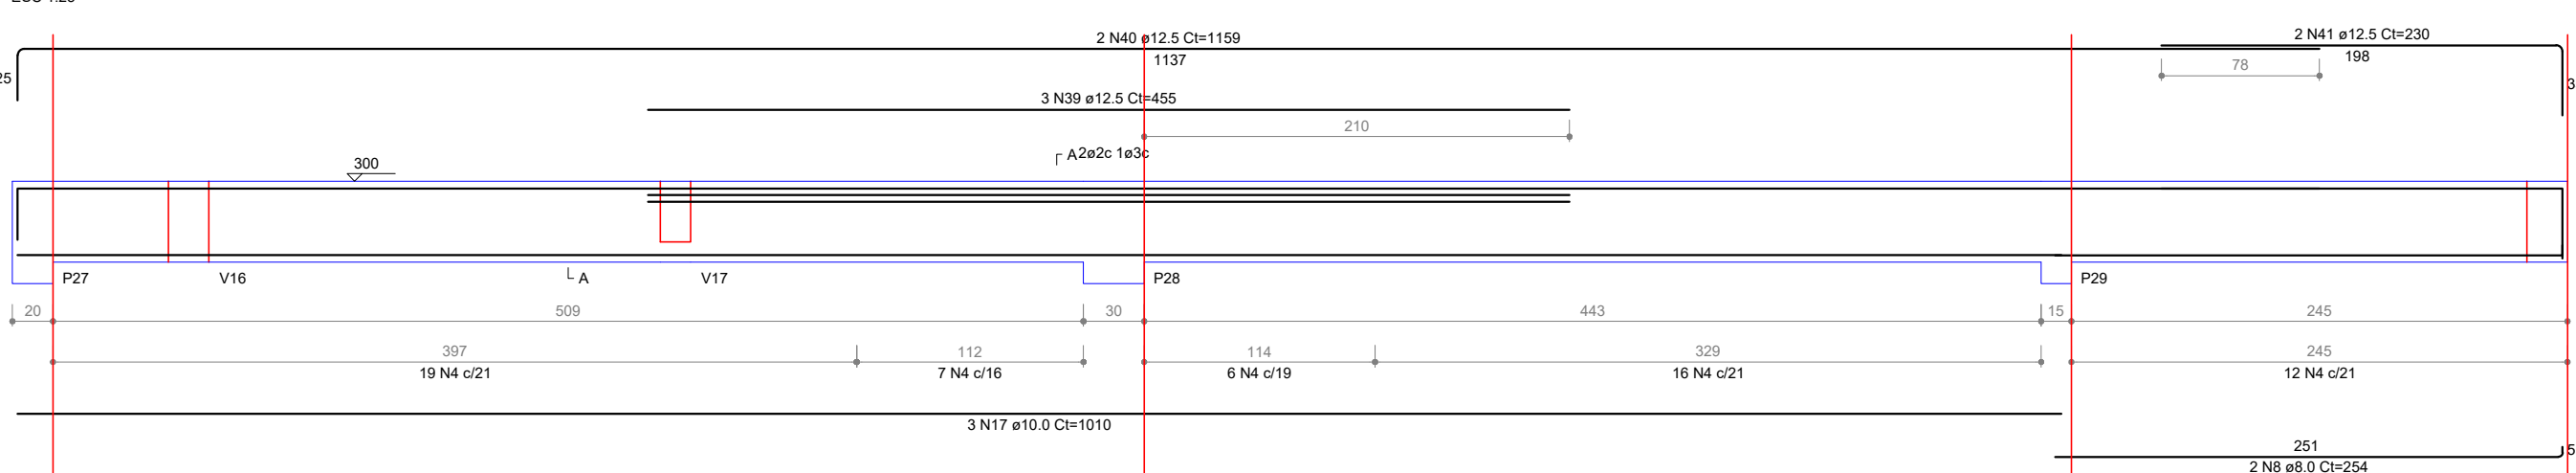 2 N40 ø12.5 Ct=1159
1137
2 N41 ø12.5 Ct=230
198
78
25
3 N39 ø12.5 Ct=455
210
A 2ø2c 1ø3c
300
P27
V16
A
V17
P28
P29
20 509 30 443 15 245
397 112 114 329 245
19 N4 c/21 7 N4 c/16 6 N4 c/19 16 N4 c/21 12 N4 c/21
3 N17 ø10.0 Ct=1010
251
5
2 N8 ø8.0 Ct=254